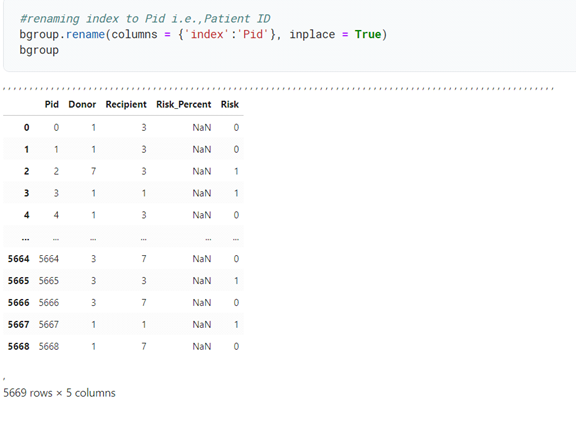 #renaming index to Pid i.e.,Patient ID
bgroup.rename(columns = {'index':'Pid'}, inplace = True)
bgroup
Pid Donor Recipient Risk_Percent Risk
0 0 1 3 NaN 0
1 1 1 3 NaN 0
2 2 7 3 NaN 1
3 3 1 1 NaN 1
4 4 1 3 NaN 0
... ... ... ... ... ...
5664 5664 3 7 NaN 0
5665 5665 3 3 NaN 1
5666 5666 3 7 NaN 0
5667 5667 1 1 NaN 1
5668 5668 1 7 NaN 0
5669 rows × 5 columns